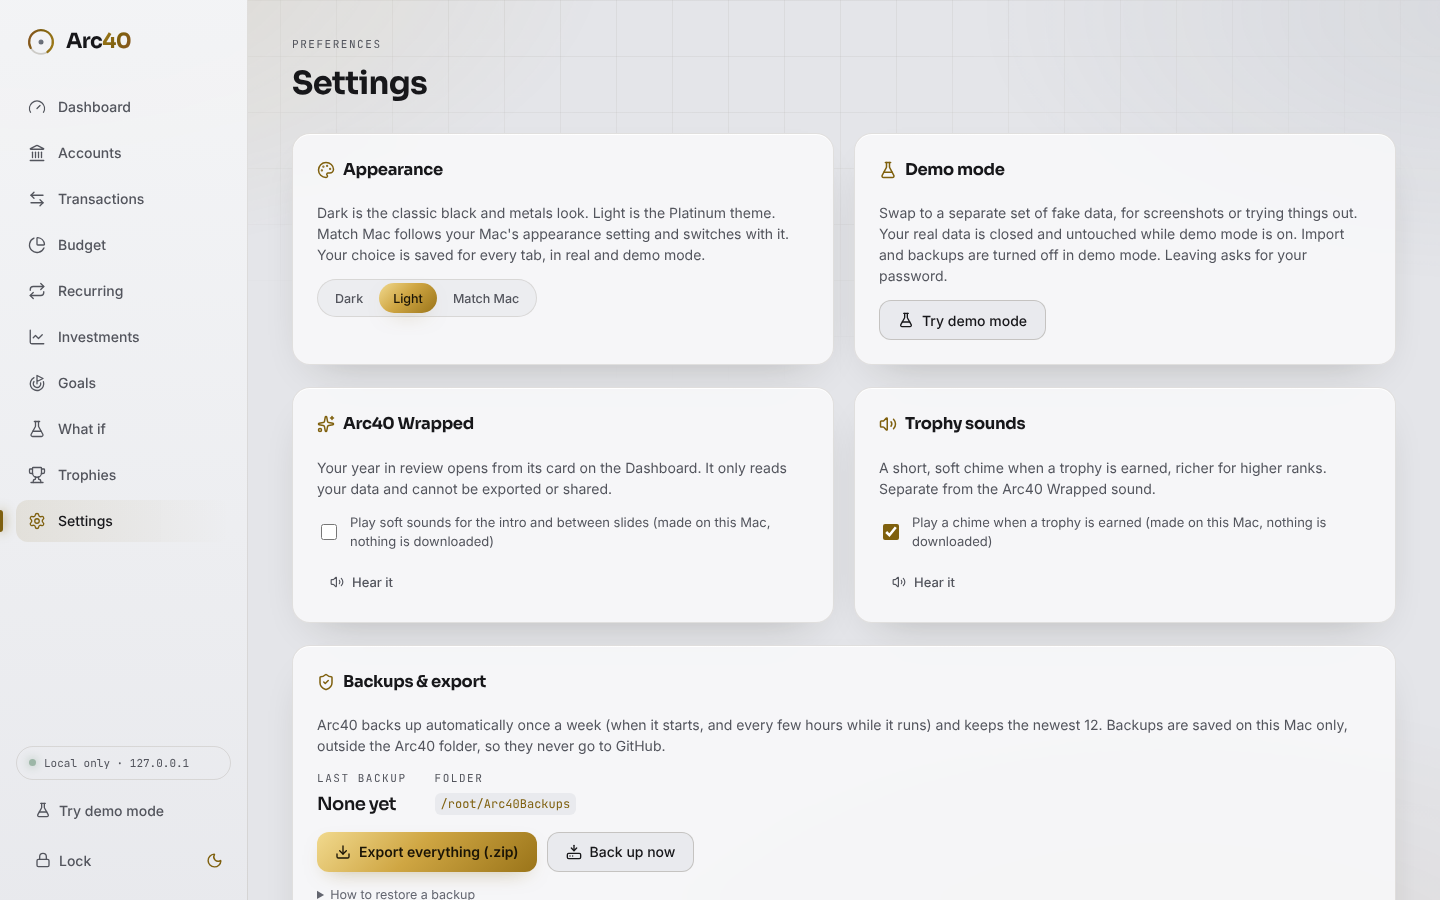 Arc40
Dashboard
Accounts
Transactions
Budget
Recurring
Investments
Goals
What if
Trophies
Settings
Local only · 127.0.0.1
Try demo mode
Lock
PREFERENCES
Settings
Appearance
Dark is the classic black and metals look. Light is the Platinum theme.
Match Mac follows your Mac's appearance setting and switches with it.
Your choice is saved for every tab, in real and demo mode.
Dark Light Match Mac
Demo mode
Swap to a separate set of fake data, for screenshots or trying things out.
Your real data is closed and untouched while demo mode is on. Import
and backups are turned off in demo mode. Leaving asks for your
password.
Try demo mode
Arc40 Wrapped
Your year in review opens from its card on the Dashboard. It only reads
your data and cannot be exported or shared.
Play soft sounds for the intro and between slides (made on this Mac,
nothing is downloaded)
Hear it
Trophy sounds
A short, soft chime when a trophy is earned, richer for higher ranks.
Separate from the Arc40 Wrapped sound.
Play a chime when a trophy is earned (made on this Mac, nothing is
downloaded)
Hear it
Backups & export
Arc40 backs up automatically once a week (when it starts, and every few hours while it runs) and keeps the newest 12. Backups are saved on this Mac only,
outside the Arc40 folder, so they never go to GitHub.
LAST BACKUP FOLDER
None yet /root/Arc40Backups
Export everything (.zip) Back up now
How to restore a backup